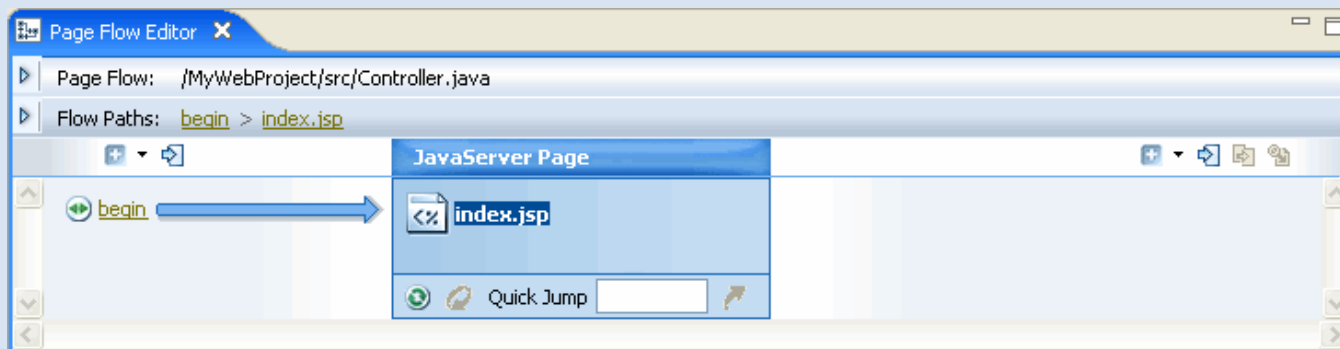 Page Flow Editor
Page Flow: /MyWebProject/src/Controller.java
Flow Paths: begin > index.jsp
JavaServer Page
begin
index.jsp
Quick Jump